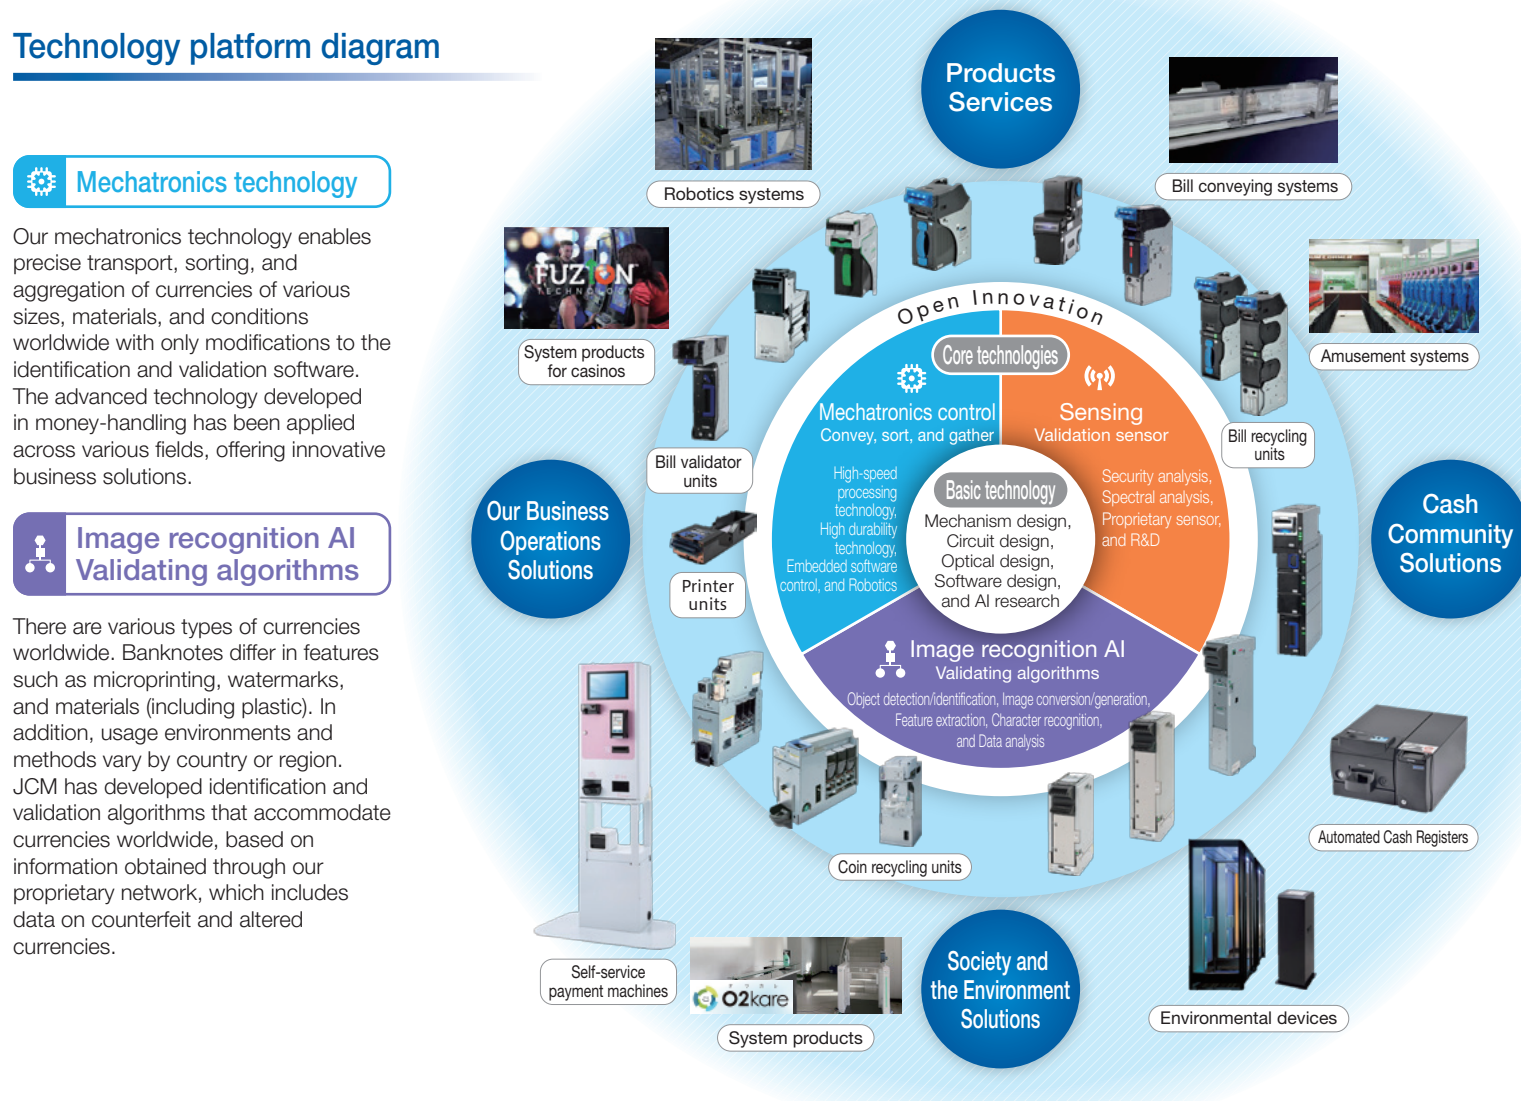 Technology platform diagram
Mechatronics technology
Our mechatronics technology enables
precise transport, sorting, and
aggregation of currencies of various
sizes, materials, and conditions
worldwide with only modifications to the
identification and validation software.
The advanced technology developed
in money-handling has been applied
across various fields, offering innovative
business solutions.
Image recognition AI
Validating algorithms
There are various types of currencies
worldwide. Banknotes differ in features
such as microprinting, watermarks,
and materials (including plastic). In
addition, usage environments and
methods vary by country or region.
JCM has developed identification and
validation algorithms that accommodate
currencies worldwide, based on
information obtained through our
proprietary network, which includes
data on counterfeit and altered
currencies.
Products
Services
Robotics systems
Bill conveying systems
FUZION
TECHNOLOGY
System products
for casinos
Amusement systems
Open Innovation
Core technologies
Mechatronics control
Convey, sort, and gather
High-speed
processing
technology,
High durability
technology,
Embedded software
control, and Robotics
Sensing
Validation sensor
Security analysis,
Spectral analysis,
Proprietary sensor,
and R&D
Basic technology
Mechanism design,
Circuit design,
Optical design,
Software design,
and AI research
Image recognition AI
Validating algorithms
Object detection/identification, Image conversion/generation,
Feature extraction, Character recognition,
and Data analysis
Bill validator
units
Bill recycling
units
Our Business
Operations
Solutions
Cash
Community
Solutions
Printer
units
Coin recycling units
Automated Cash Registers
Self-service
payment machines
O2kare
System products
Society and
the Environment
Solutions
Environmental devices